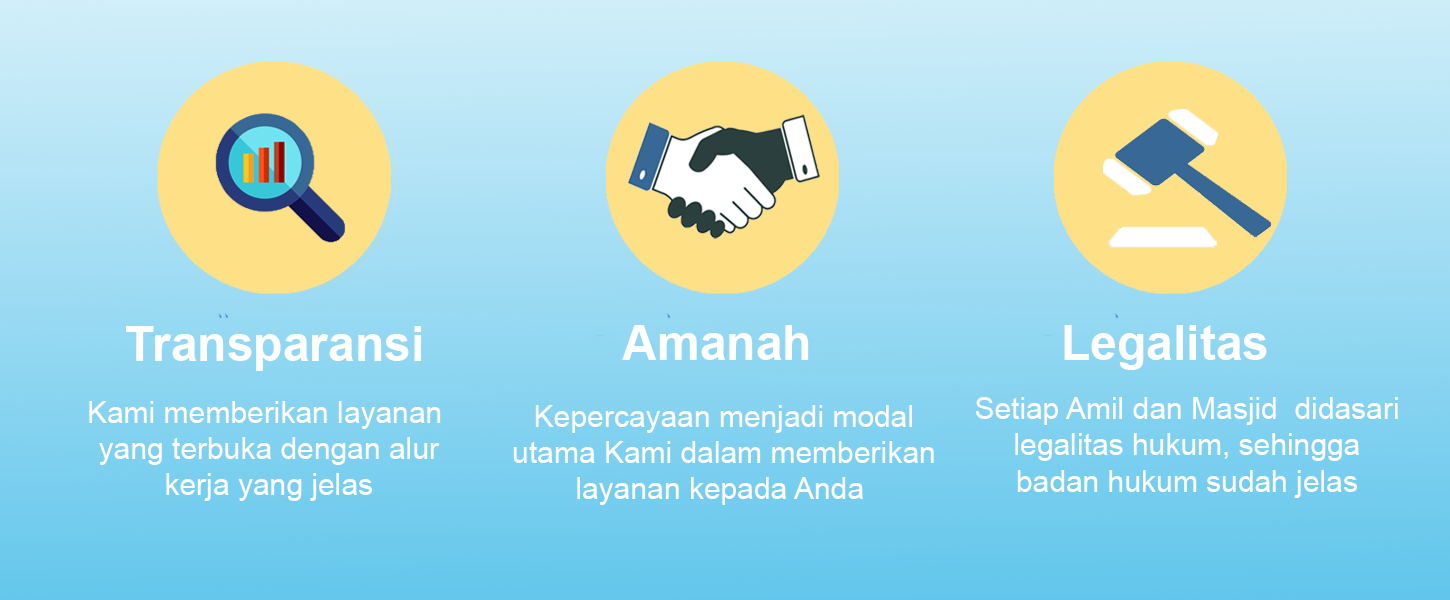 Transparansi
Kami memberikan layanan
yang terbuka dengan alur
kerja yang jelas
Amanah
Kepercayaan menjadi modal
utama Kami dalam memberikan
layanan kepada Anda
Legalitas
Setiap Amil dan Masjid  didasari
legalitas hukum, sehingga
badan hukum sudah jelas